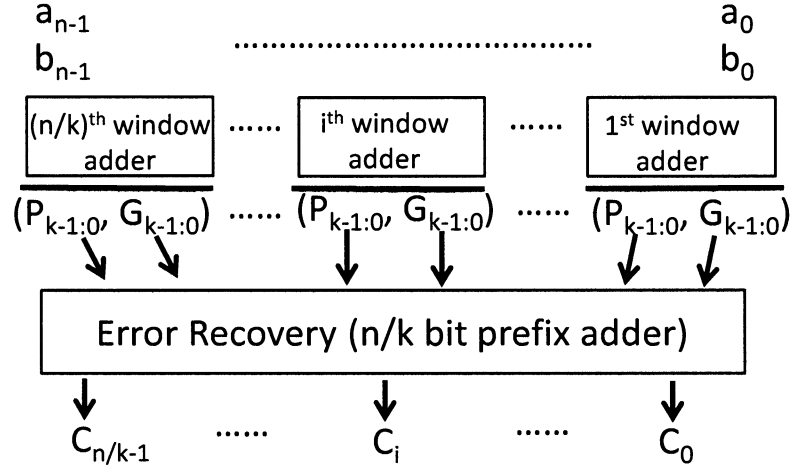 a_{n-1} ........................................ a_0
b_{n-1} b_0
(n/k)^{th} window ...... i^{th} window ...... 1^{st} window
adder adder adder
(P_{k-1:0}, G_{k-1:0}) ...... (P_{k-1:0}, G_{k-1:0}) ...... (P_{k-1:0}, G_{k-1:0})
Error Recovery (n/k bit prefix adder)
C_{n/k-1} ...... C_i ...... C_0